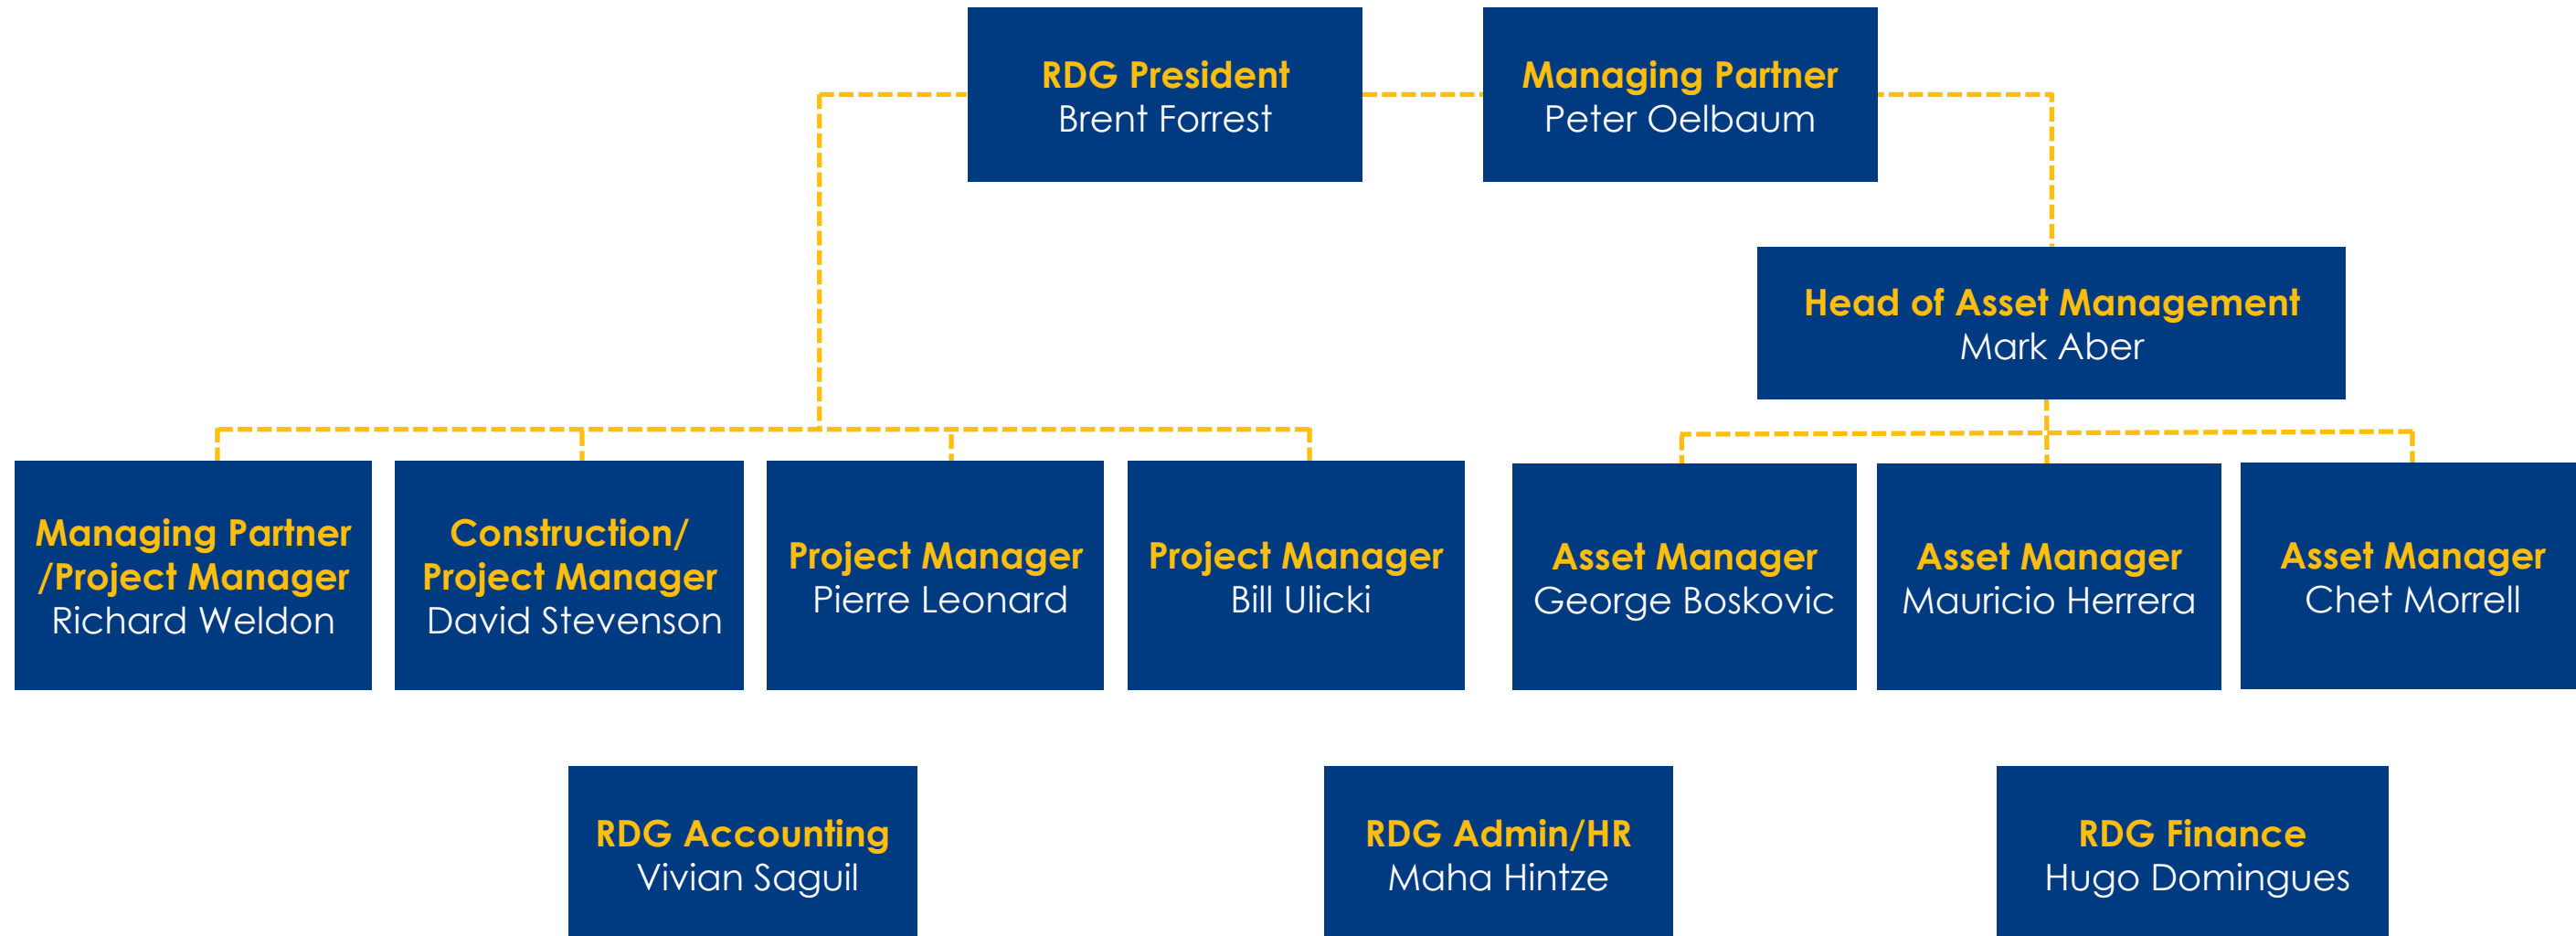 RDG President
Brent Forrest
Managing Partner
Peter Oelbaum
Head of Asset Management
Mark Aber
Managing Partner
/Project Manager
Richard Weldon
Construction/
Project Manager
David Stevenson
Project Manager
Pierre Leonard
Project Manager
Bill Ulicki
Asset Manager
George Boskovic
Asset Manager
Mauricio Herrera
Asset Manager
Chet Morrell
RDG Accounting
Vivian Saguil
RDG Admin/HR
Maha Hintze
RDG Finance
Hugo Domingues